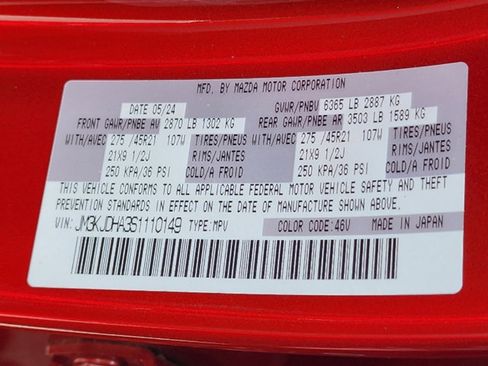 MFD. BY MAZDA MOTOR CORPORATION
DATE 05/24 GVWR/PNBV 6365 LB 2887 KG
FRONT GAWR/PNBE AV 2870 LB 1302 KG REAR GAWR/PNBE AR 3503 LB 1589 KG
WITH/AVEC 275 /45R21 107W TIRES/PNEUS WITH/AVEC 275 /45R21 107W TIRES/PNEUS
21X9 1/2J RIMS/JANTES 21X9 1/2J RIMS/JANTES
250 KPA/36 PSI COLD/A FROID 250 KPA/36 PSI COLD/A FROID
THIS VEHICLE CONFORMS TO ALL APPLICABLE FEDERAL MOTOR VEHICLE SAFETY AND THEFT
PREVENTION STANDARDS IN EFFECT ON THE DATE OF MANUFACTURE SHOWN ABOVE.
VIN: JM3KJDHA3S1110149 TYPE:MPV COLOR CODE: 46V MADE IN JAPAN